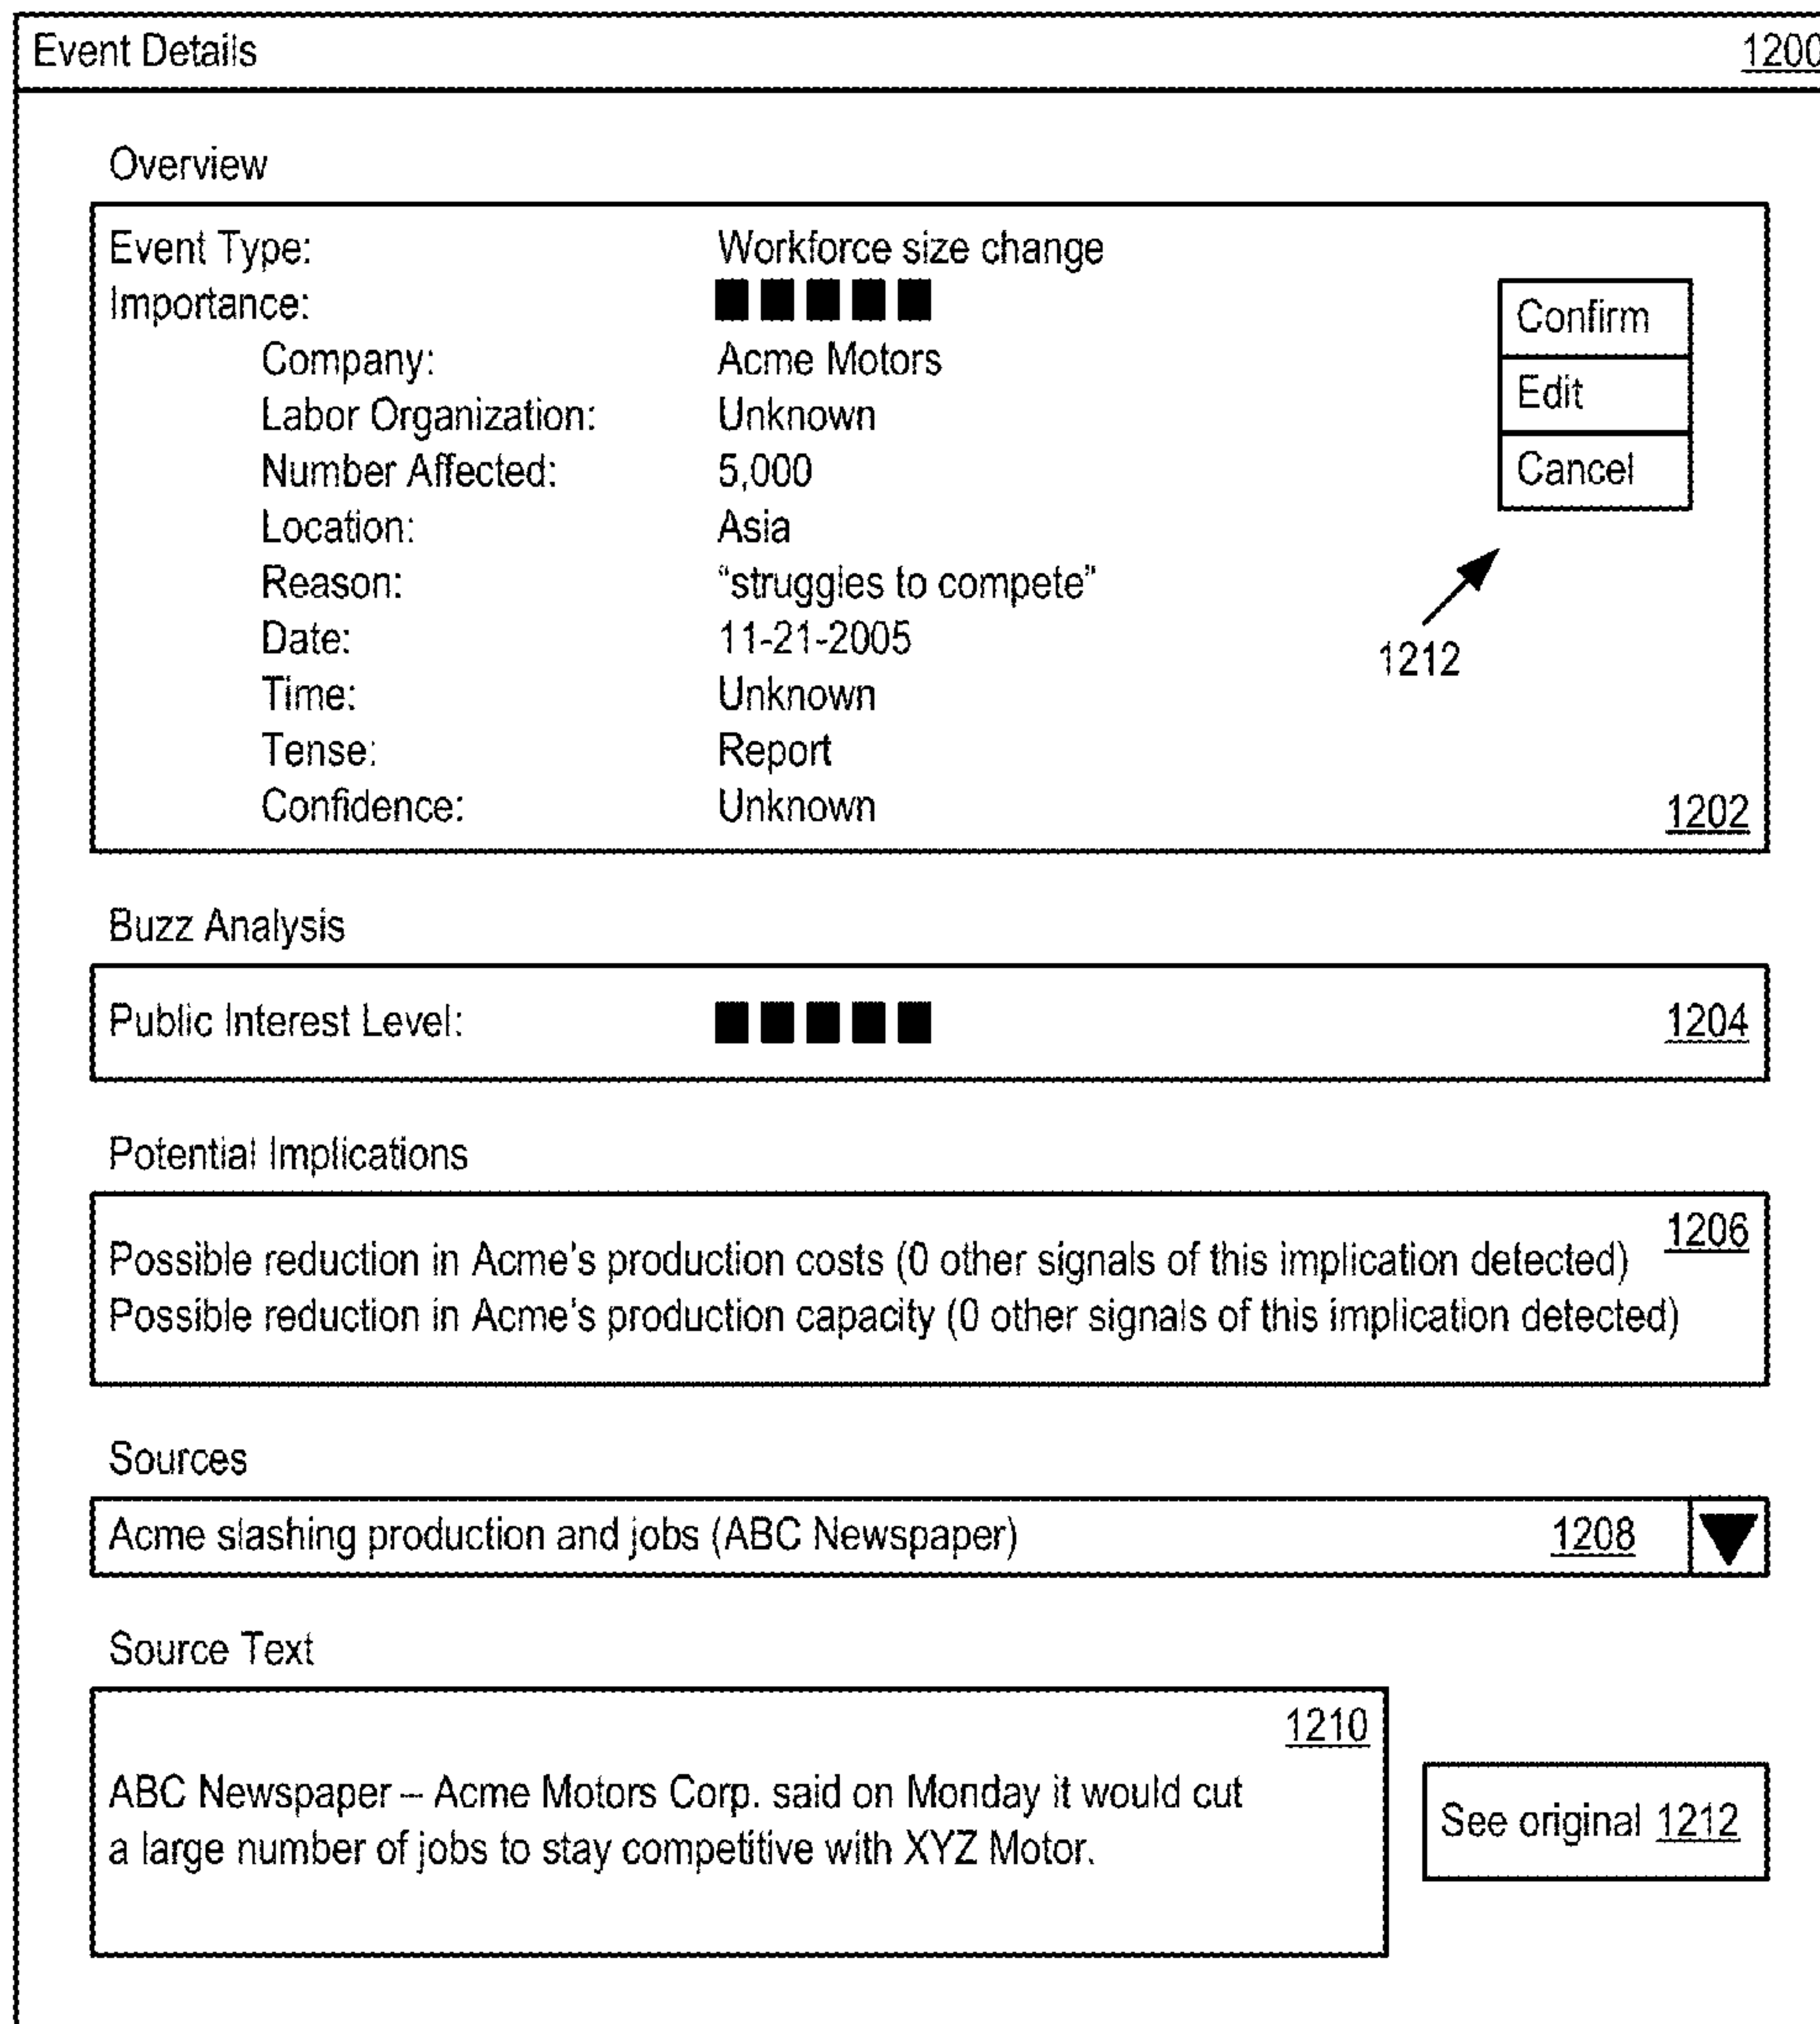 Event Details 1200
Overview
Event Type: Workforce size change
Importance:
Confirm
Company: Acme Motors
Edit
Labor Organization: Unknown
Number Affected: 5,000
Cancel
Location: Asia
Reason: “struggles to compete”
Date: 11-21-2005
1212
Time: Unknown
Tense: Report
Confidence: Unknown
1202
Buzz Analysis
Public Interest Level: 1204
Potential Implications
1206
Possible reduction in Acme's production costs (0 other signals of this implication detected)
Possible reduction in Acme's production capacity (0 other signals of this implication detected)
Sources
Acme slashing production and jobs (ABC Newspaper) 1208
Source Text
1210
ABC Newspaper – Acme Motors Corp. said on Monday it would cut
a large number of jobs to stay competitive with XYZ Motor.
See original 1212